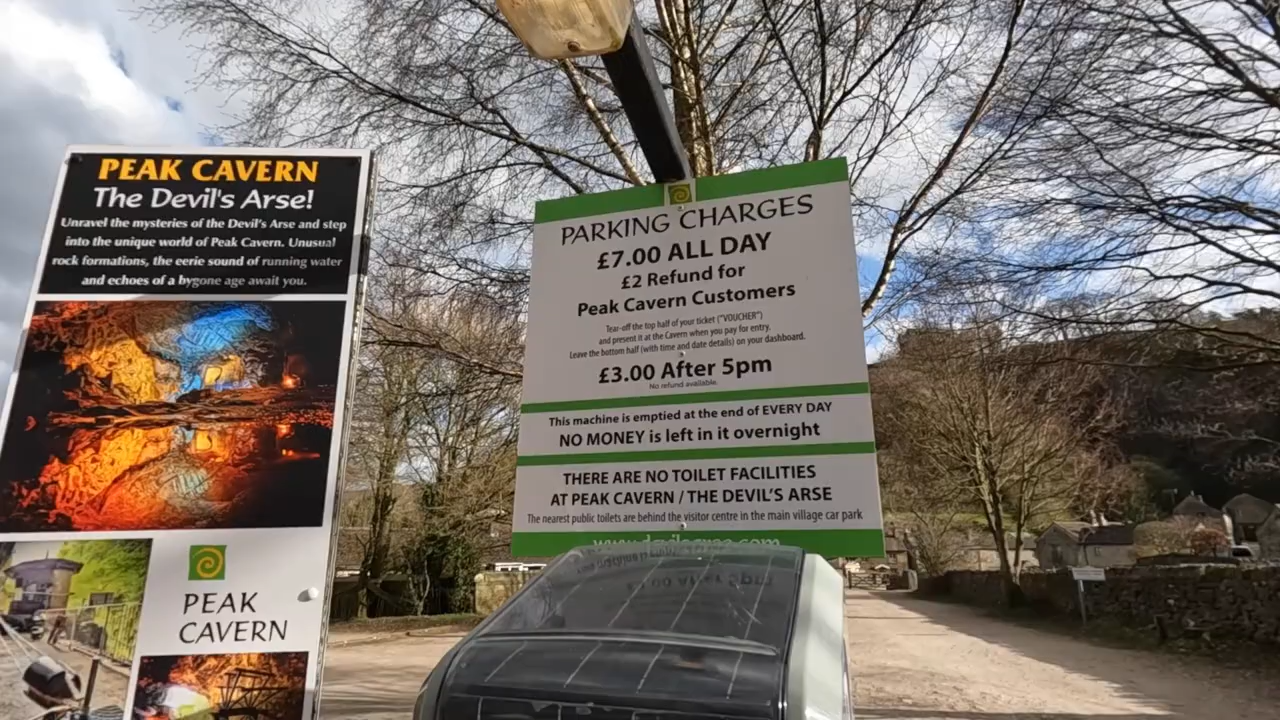 PEAK CAVERN
The Devil's Arse!
Unravel the mysteries of the Devil's Arse and step
into the unique world of Peak Cavern. Unusual
rock formations, the eerie sound of running water
and echoes of a bygone age await you.
PEAK
CAVERN
PARKING CHARGES
£7.00 ALL DAY
£2 Refund for
Peak Cavern Customers
Tear-off the top half of your ticket ("VOUCHER")
and present it at the Cavern when you pay for entry.
Leave the bottom half (with time and date details) on your dashboard.
£3.00 After 5pm
No refund available.
This machine is emptied at the end of EVERY DAY
NO MONEY is left in it overnight
THERE ARE NO TOILET FACILITIES
AT PEAK CAVERN / THE DEVIL'S ARSE
The nearest public toilets are behind the visitor centre in the main village car park
www.devilsarse.com